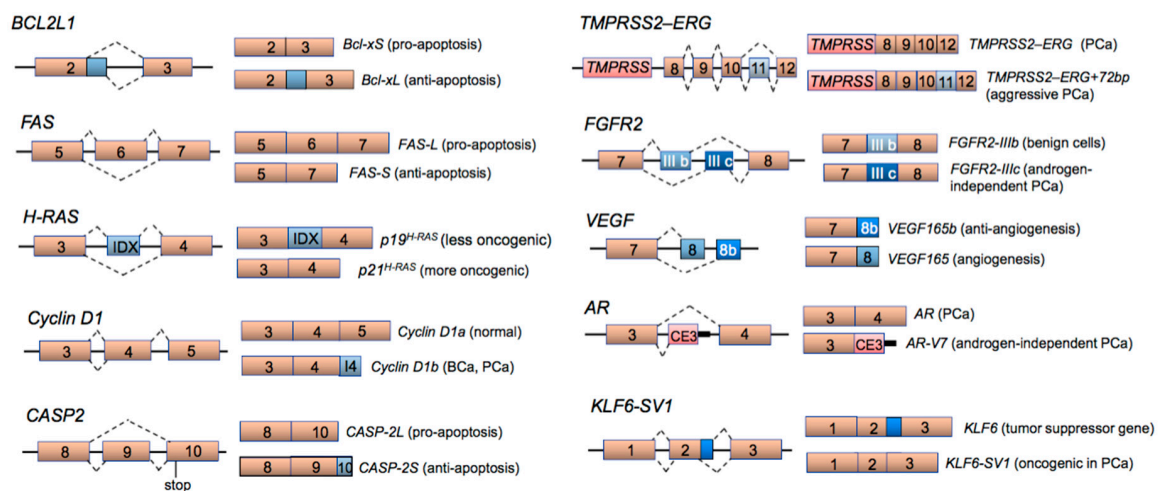 BCL2L1
2
3
2 3 Bcl-xS (pro-apoptosis)
2 3 Bcl-xL (anti-apoptosis)
FAS
5 6 7
5 6 7 FAS-L (pro-apoptosis)
5 7 FAS-S (anti-apoptosis)
H-RAS
3 IDX 4
3 IDX 4 p19H-RAS (less oncogenic)
3 4 p21H-RAS (more oncogenic)
Cyclin D1
3 4 5
3 4 5 Cyclin D1a (normal)
3 4 I4 Cyclin D1b (BCa, PCa)
CASP2
8 9 10
stop
8 10 CASP-2L (pro-apoptosis)
8 9 10 CASP-2S (anti-apoptosis)
TMPRSS2–ERG
TMPRSS 8 9 10 11 12
TMPRSS 8 9 10 12 TMPRSS2–ERG (PCa)
TMPRSS 8 9 10 11 12 TMPRSS2–ERG+72bp
(aggressive PCa)
FGFR2
7 III b III c 8
7 III b 8 FGFR2-IIIb (benign cells)
7 III c 8 FGFR2-IIIc (androgen-
independent PCa)
VEGF
7 8 8b
7 8b VEGF165b (anti-angiogenesis)
7 8 VEGF165 (angiogenesis)
AR
3 CE3 4
3 4 AR (PCa)
3 CE3 AR-V7 (androgen-independent PCa)
KLF6-SV1
1 2 3
1 2 3 KLF6 (tumor suppressor gene)
1 2 3 KLF6-SV1 (oncogenic in PCa)